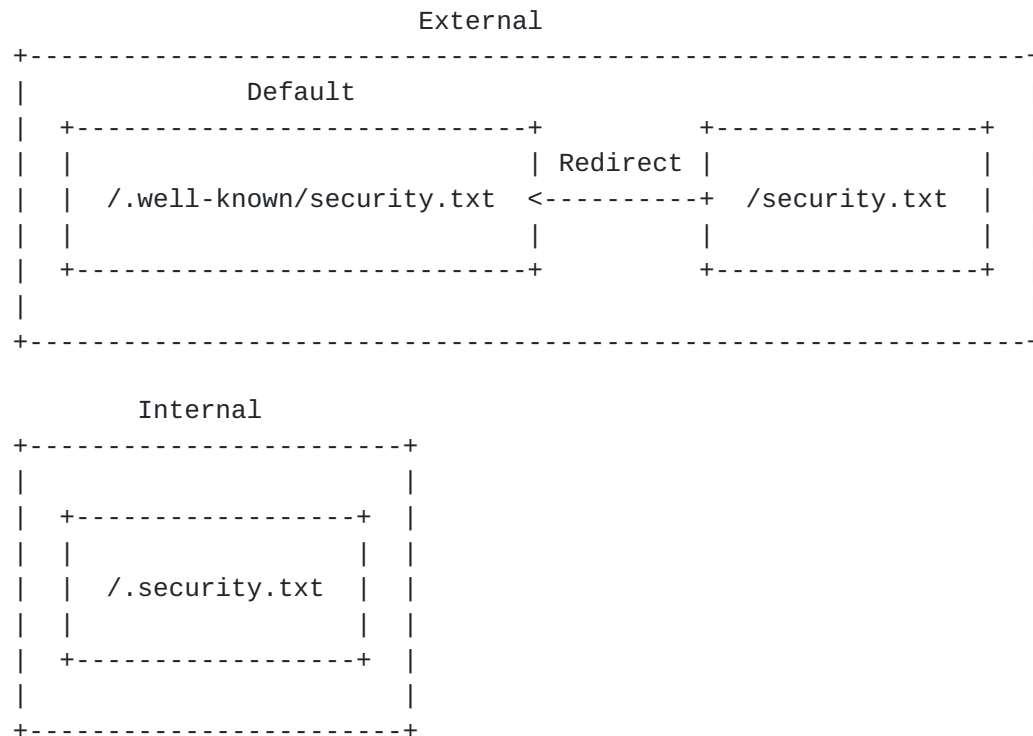 External
Default
Redirect
/.well-known/security.txt
/security.txt
Internal
/.security.txt